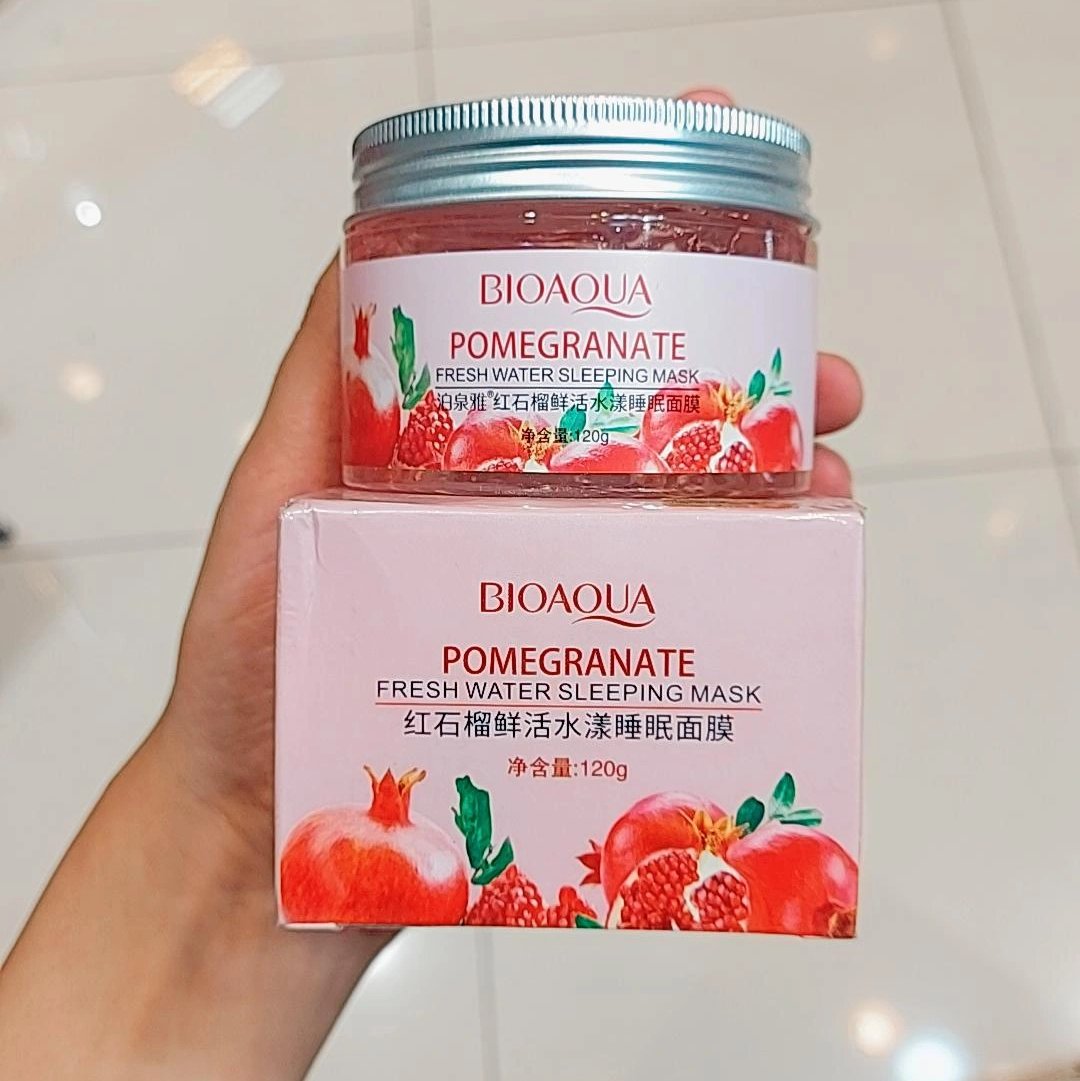 BIOAQUA
POMEGRANATE
FRESH WATER SLEEPING MASK
泊泉雅®红石榴鲜活水漾睡眠面膜
净含量:120g
BIOAQUA
POMEGRANATE
FRESH WATER SLEEPING MASK
红石榴鲜活水漾睡眠面膜
净含量:120g